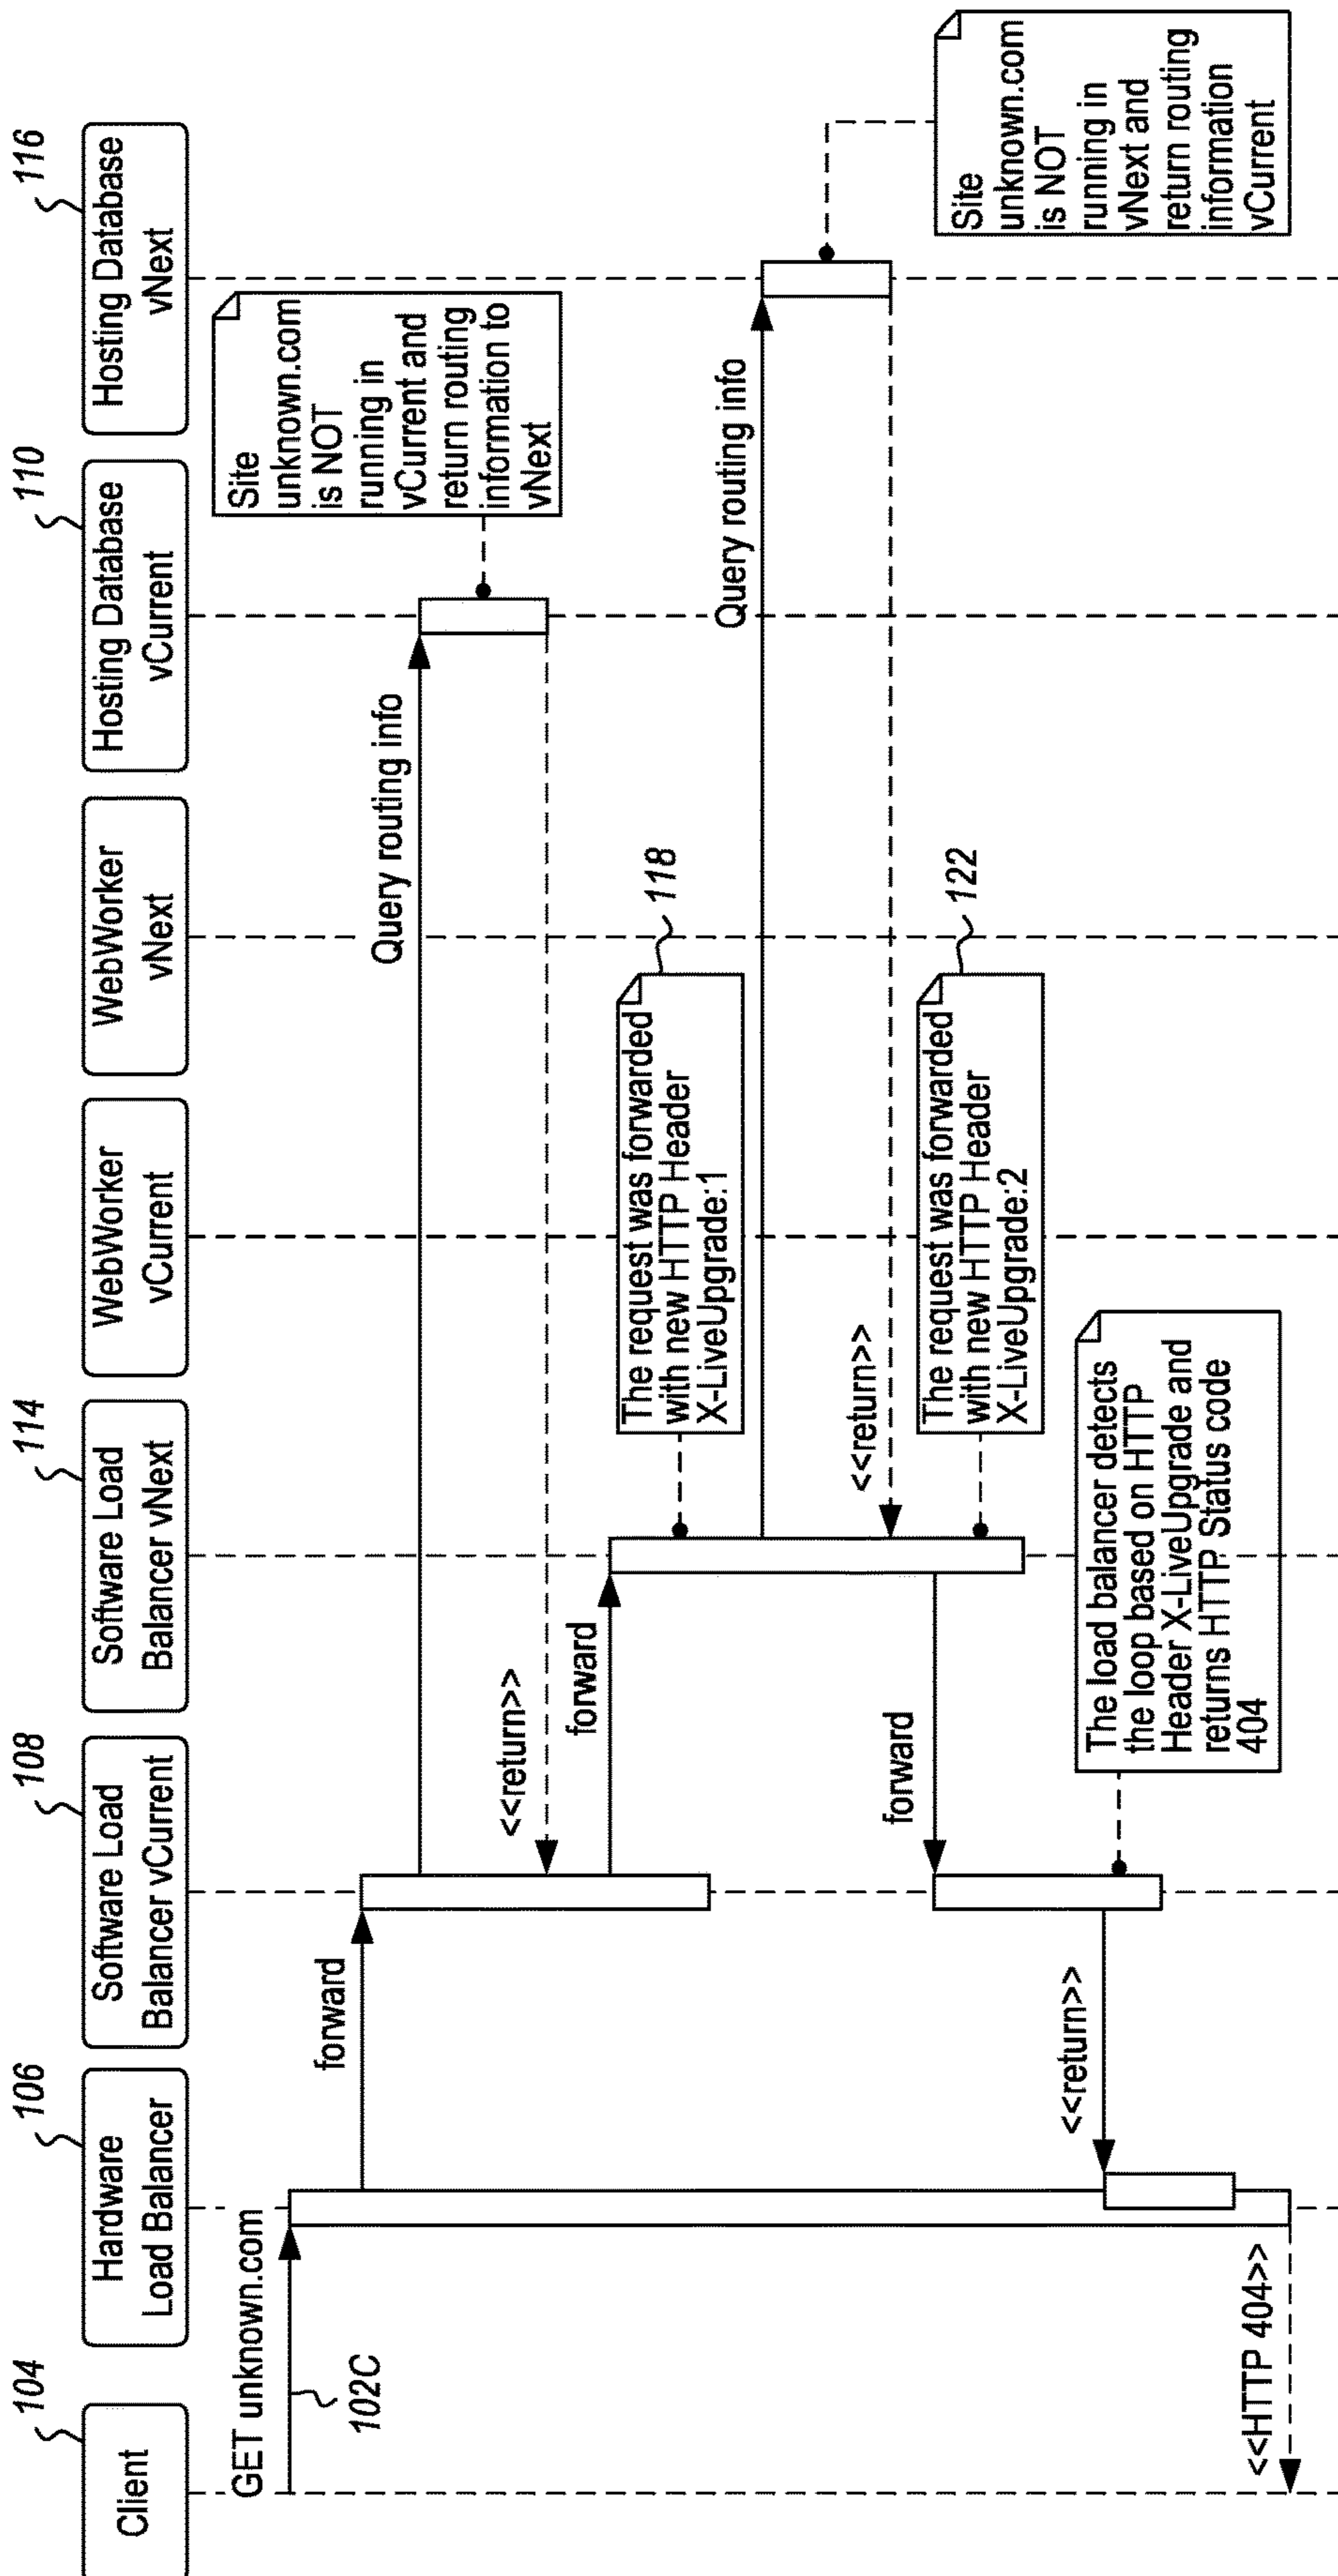 104
106
108
114
110
116
Client
Hardware
Load Balancer
Software Load
Balancer vCurrent
Software Load
Balancer vNext
WebWorker
vCurrent
WebWorker
vNext
Hosting Database
vCurrent
Hosting Database
vNext
GET unknown.com
102C
forward
Query routing info
Site
unknown.com
is NOT
running in
vCurrent and
return routing
information to
vNext
<<return>>
forward
The request was forwarded
with new HTTP Header
X-LiveUpgrade:1
118
Query routing info
Site
unknown.com
is NOT
running in
vNext and
return routing
information
vCurrent
<<return>>
forward
The request was forwarded
with new HTTP Header
X-LiveUpgrade:2
122
The load balancer detects
the loop based on HTTP
Header X-LiveUpgrade and
returns HTTP Status code
404
<<return>>
<<HTTP 404>>